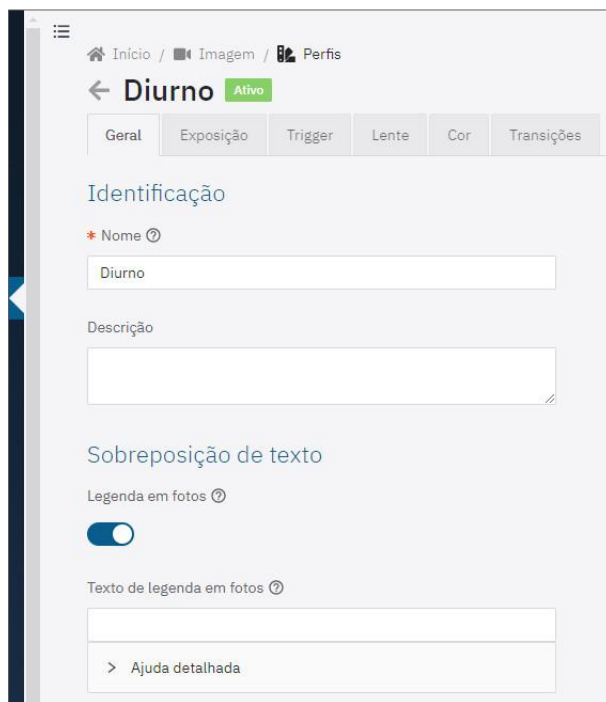 Início / Imagem / Perfis
Diurno Ativo
Geral Exposição Trigger Lente Cor Transições
Identificação
* Nome
Diurno
Descrição
Sobreposição de texto
Legenda em fotos
Texto de legenda em fotos
> Ajuda detalhada